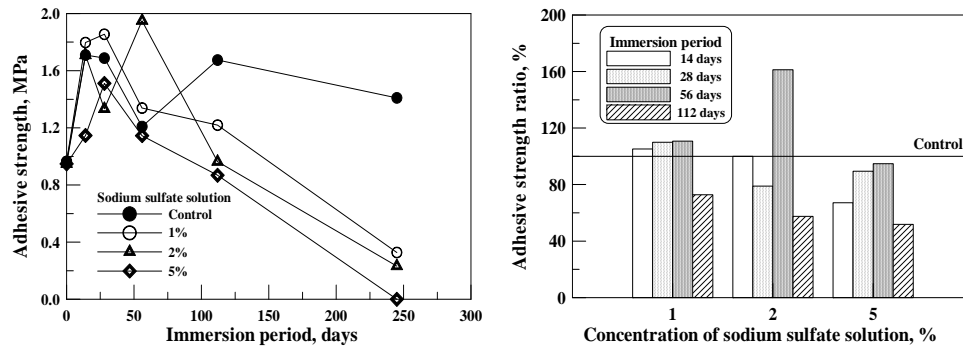 2.0
1.6
1.2
0.8
0.4
0.0
Adhesive strength, MPa
Sodium sulfate solution
Control
1%
2%
5%
0 50 100 150 200 250 300
Immersion period, days
200
160
120
80
40
0
Adhesive strength ratio, %
Immersion period
14 days
28 days
56 days
112 days
Control
1 2 5
Concentration of sodium sulfate solution, %